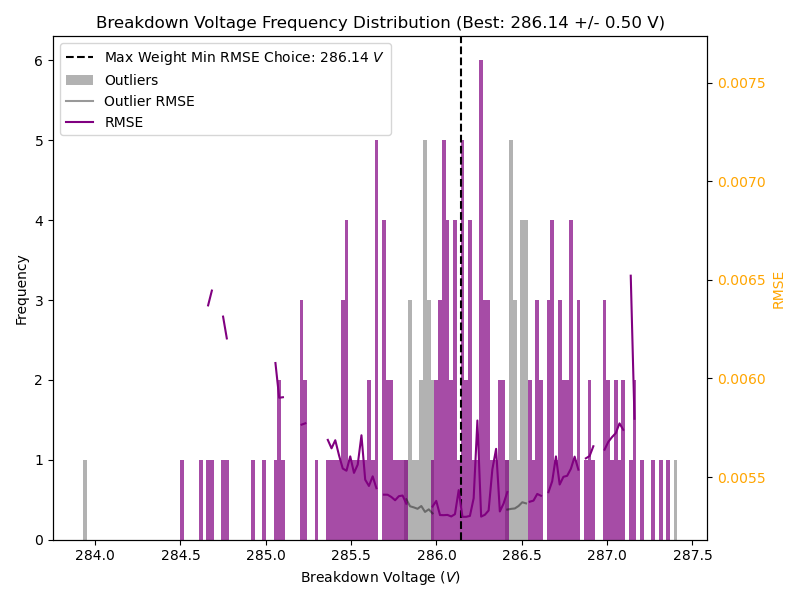 Breakdown Voltage Frequency Distribution (Best: 286.14 +/- 0.50 V)
Max Weight Min RMSE Choice: 286.14 V
Outliers
Outlier RMSE
RMSE
6
5
4
3
2
1
0
Frequency
0.0075
0.0070
0.0065
0.0060
0.0055
RMSE
284.0 284.5 285.0 285.5 286.0 286.5 287.0 287.5
Breakdown Voltage (V)